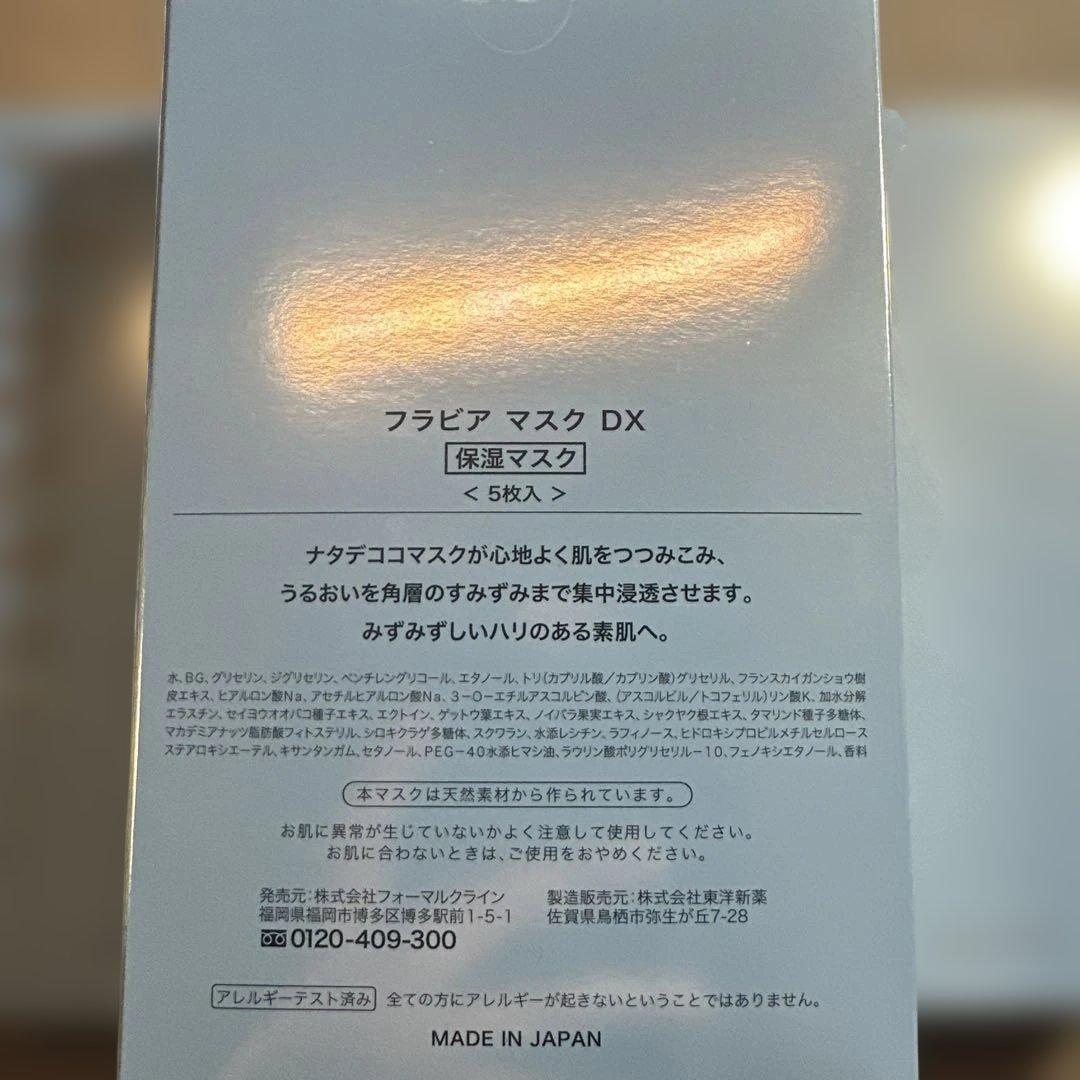 フラビア マスク DX
保湿マスク
< 5枚入 >
ナタデココマスクが心地よく肌をつつみこみ、
うるおいを角層のすみずみまで集中浸透させます。
みずみずしいハリのある素肌へ。
水、BG、グリセリン、ジグリセリン、ペンチレングリコール、エタノール、トリ(カプリル酸/カプリン酸)グリセリル、フランスカイガンショウ樹
皮エキス、ヒアルロン酸Na、アセチルヒアルロン酸Na、3-O-エチルアスコルビン酸、(アスコルビル/トコフェリル)リン酸K、加水分解
エラスチン、セイヨウオオバコ種子エキス、エクトイン、ゲットウ葉エキス、ノイバラ果実エキス、シャクヤク根エキス、タマリンド種子多糖体、
マカデミアナッツ脂肪酸フィトステリル、シロキクラゲ多糖体、スクワラン、水添レシチン、ラフィノース、ヒドロキシプロピルメチルセルロース
ステアロキシエーテル、キサンタンガム、セタノール、PEG-40水添ヒマシ油、ラウリン酸ポリグリセリル-10、フェノキシエタノール、香料
本マスクは天然素材から作られています。
お肌に異常が生じていないかよく注意して使用してください。
お肌に合わないときは、ご使用をおやめください。
発売元:株式会社フォーマルクライン 製造販売元:株式会社東洋新薬
福岡県福岡市博多区博多駅前1-5-1 佐賀県鳥栖市弥生が丘7-28
0120-409-300
アレルギーテスト済み 全ての方にアレルギーが起きないということではありません。
MADE IN JAPAN